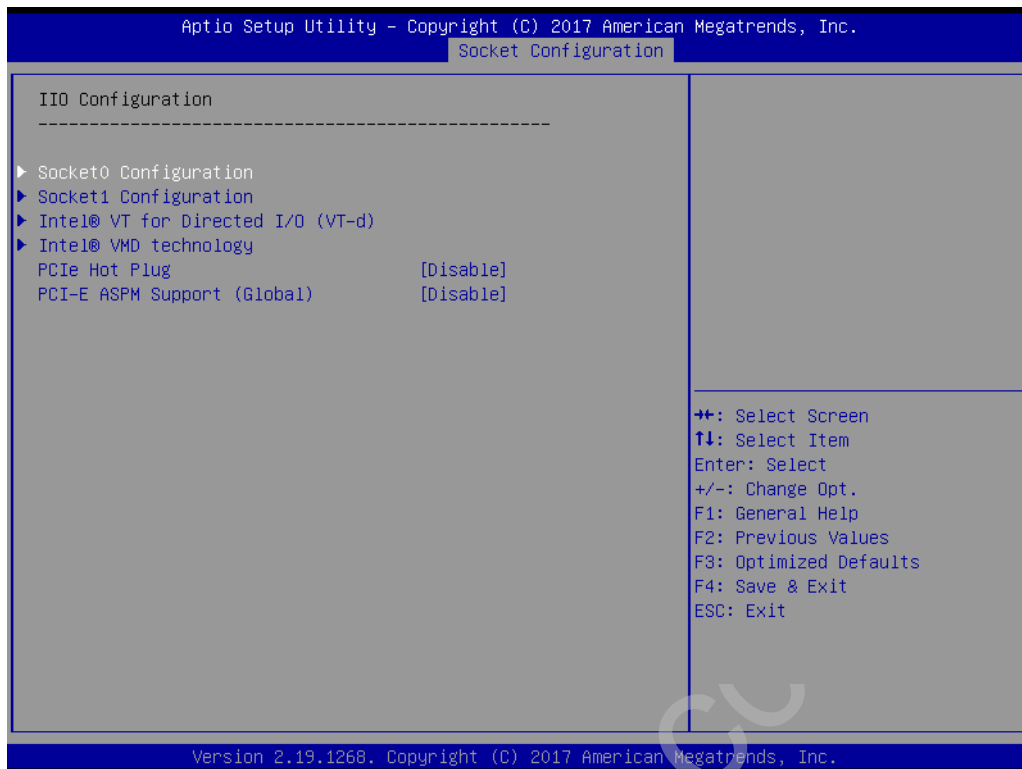 Aptio Setup Utility – Copyright (C) 2017 American Megatrends, Inc.
Socket Configuration
IIO Configuration
--------------------------------------------------
▶ Socket0 Configuration
▶ Socket1 Configuration
▶ Intel® VT for Directed I/O (VT-d)
▶ Intel® VMD technology
PCIe Hot Plug [Disable]
PCI-E ASPM Support (Global) [Disable]
→←: Select Screen
↑↓: Select Item
Enter: Select
+/-: Change Opt.
F1: General Help
F2: Previous Values
F3: Optimized Defaults
F4: Save & Exit
ESC: Exit
Version 2.19.1268. Copyright (C) 2017 American Megatrends, Inc.